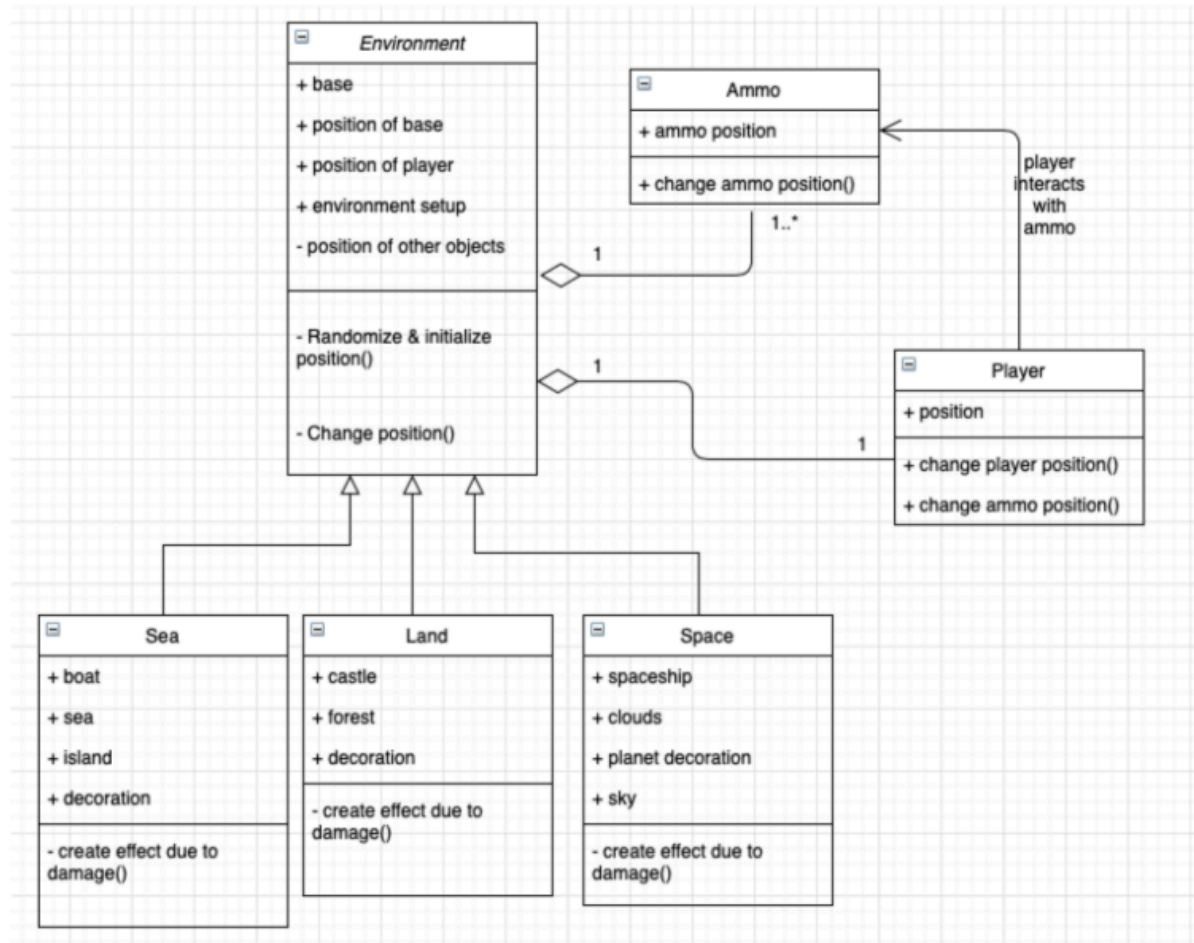 Environment
+ base
+ position of base
+ position of player
+ environment setup
- position of other objects
- Randomize & initialize
position()
- Change position()
1
1
Ammo
+ ammo position
+ change ammo position()
1..*
player
interacts
with
ammo
Player
+ position
+ change player position()
+ change ammo position()
1
Sea
+ boat
+ sea
+ island
+ decoration
- create effect due to
damage()
Land
+ castle
+ forest
+ decoration
- create effect due to
damage()
Space
+ spaceship
+ clouds
+ planet decoration
+ sky
- create effect due to
damage()